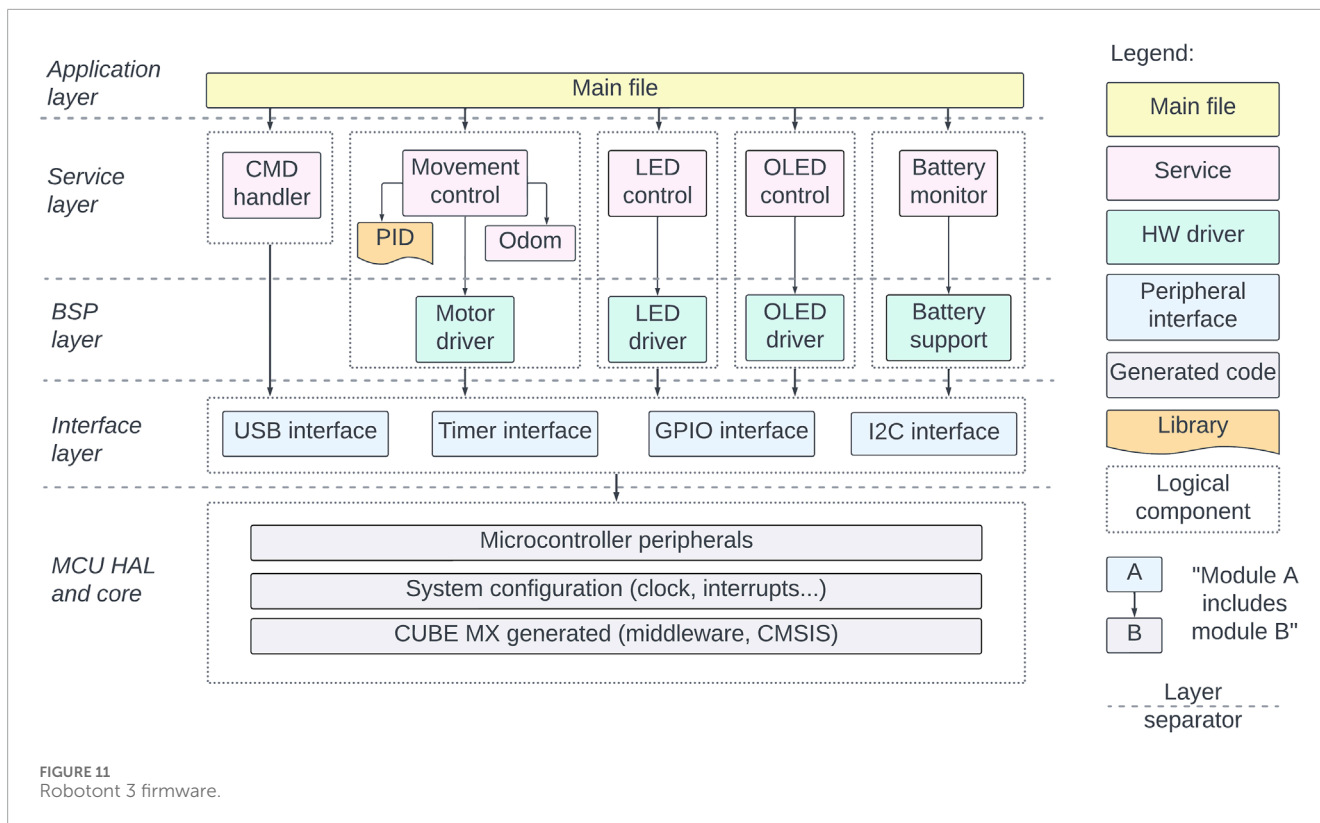 Application
layer
Main file
Service
layer
CMD
handler
Movement
control
PID
Odom
LED
control
OLED
control
Battery
monitor
BSP
layer
Motor
driver
LED
driver
OLED
driver
Battery
support
Interface
layer
USB interface
Timer interface
GPIO interface
I2C interface
MCU HAL
and core
Microcontroller peripherals
System configuration (clock, interrupts...)
CUBE MX generated (middleware, CMSIS)
Legend:
Main file
Service
HW driver
Peripheral
interface
Generated code
Library
Logical
component
A
B
"Module A
includes
module B"
Layer
separator
FIGURE 11
Robotont 3 firmware.